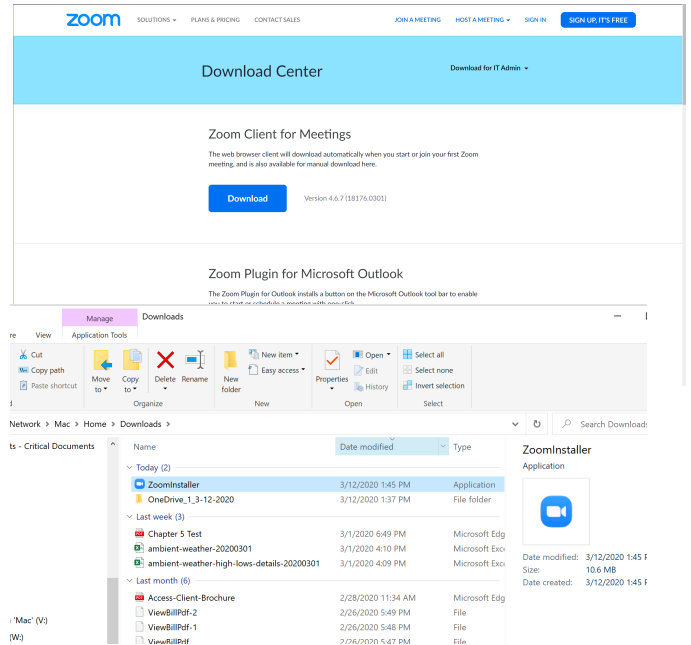 zoom SOLUTIONS PLANS & PRICING CONTACT SALES JOIN A MEETING HOST A MEETING SIGN IN SIGN UP, IT'S FREE
Download Center
Download for IT Admin
Zoom Client for Meetings
The web browser client will download automatically when you start or join your first Zoom
meeting, and is also available for manual download here.
Download
Version 4.6.7 (18176.0301)
Zoom Plugin for Microsoft Outlook
The Zoom Plugin for Outlook installs a button on the Microsoft Outlook tool bar to enable
you to start or schedule a meeting with one-click.
Manage Downloads
re View Application Tools
Cut
Copy path
Paste shortcut
Move to
Copy to
Delete
Rename
New folder
New item
Easy access
Properties
Open
Edit
History
Select all
Select none
Invert selection
Organize New Open Select
Network > Mac > Home > Downloads >
Search Downloads
ts - Critical Documents
Name Date modified Type
Today (2)
ZoomInstaller 3/12/2020 1:45 PM Application
OneDrive_1_3-12-2020 3/12/2020 1:37 PM File folder
Last week (3)
Chapter 5 Test 3/1/2020 6:49 PM Microsoft Edg
ambient-weather-20200301 3/1/2020 4:10 PM Microsoft Exc
ambient-weather-high-lows-details-20200301 3/1/2020 4:09 PM Microsoft Exc
Last month (6)
Access-Client-Brochure 2/28/2020 11:34 AM Microsoft Edg
ViewBillPdf-2 2/26/2020 5:49 PM File
ViewBillPdf-1 2/26/2020 5:48 PM File
ViewBillPdf 2/26/2020 5:47 PM File
'Mac' (V:)
(W:)
ZoomInstaller
Application
Date modified: 3/12/2020 1:45 P
Size: 10.6 MB
Date created: 3/12/2020 1:45 P